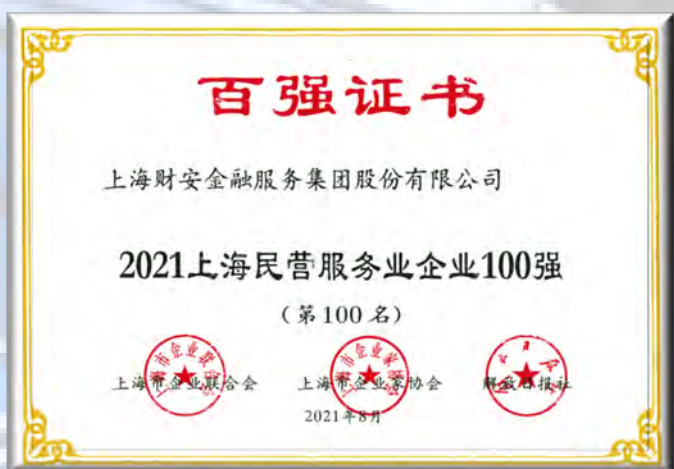 百强证书
上海财安金融服务集团股份有限公司
2021上海民营服务业企业100强
(第100名)
上海市企业联合会 上海市企业家协会 解放日报社
2021年8月